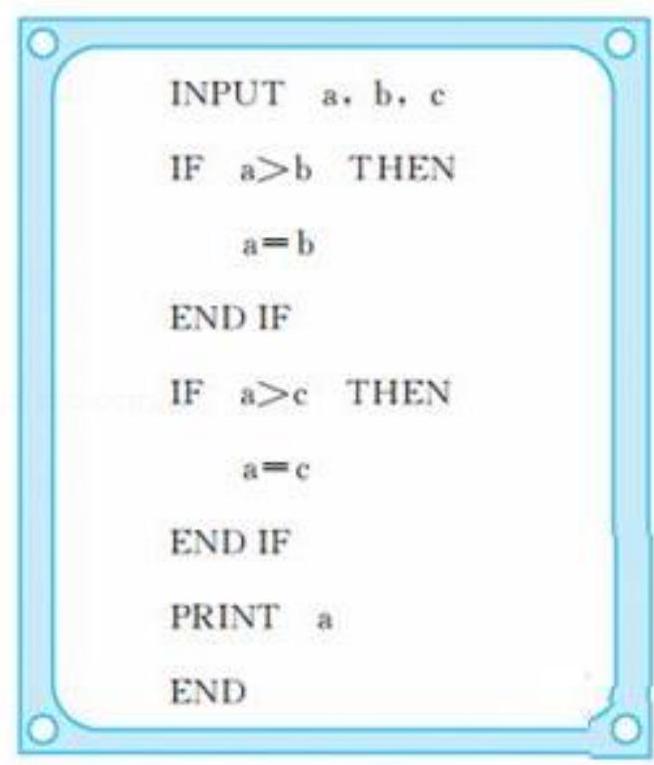 INPUT a, b, c
IF a>b THEN
a=b
END IF
IF a>c THEN
a=c
END IF
PRINT a
END